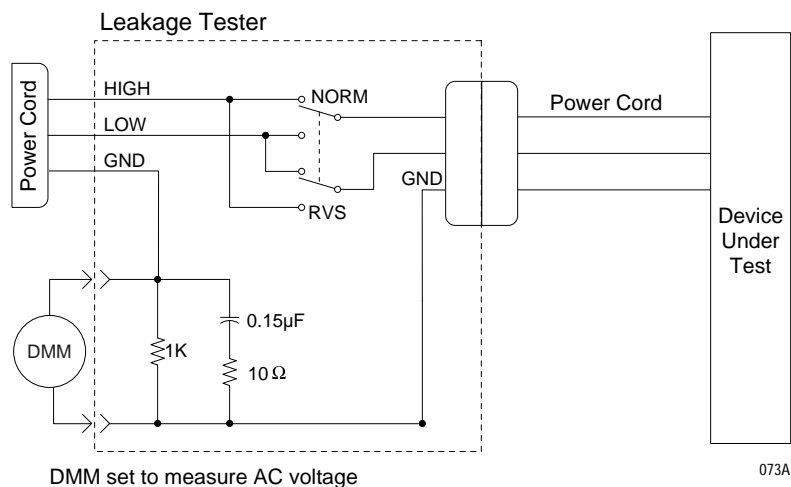 Leakage Tester
Power Cord
HIGH
LOW
GND
NORM
RVS
GND
Power Cord
Device
Under
Test
DMM
1K
0.15µF
10 Ω
DMM set to measure AC voltage
073A